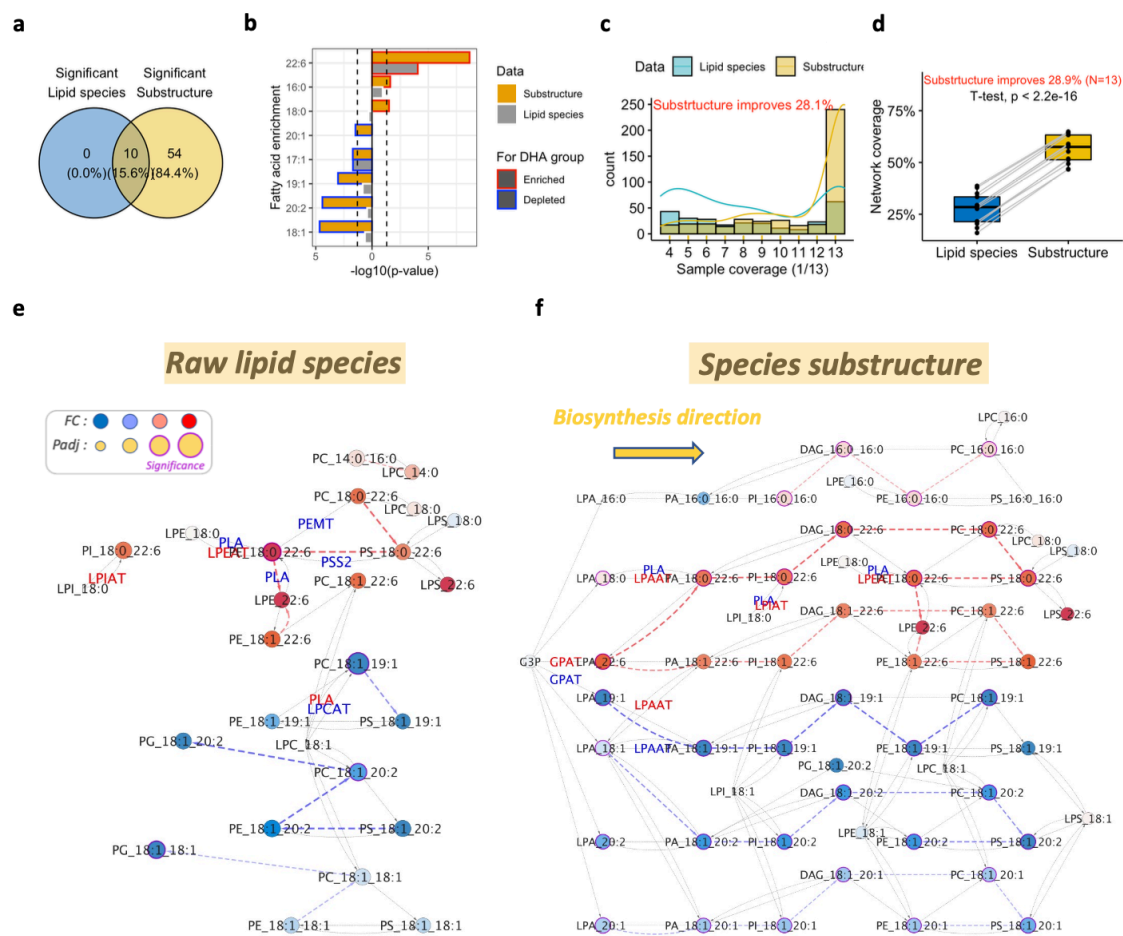 a
Significant
Lipid species
Significant
Substructure
0
(0.0%)
10
(15.6%)
54
(84.4%)
b
22:6
16:0
18:0
20:1
17:1
19:1
20:2
18:1
Fatty acid enrichment
5
0
5
-log10(p-value)
Data
Substructure
Lipid species
For DHA group
Enriched
Depleted
c
Data
Lipid species
Substructure
Substrtucture improves 28.1%
250
200
150
100
50
0
count
4 5 6 7 8 9 10 11 12 13
Sample coverage (1/13)
d
Substrtucture improves 28.9% (N=13)
T-test, p < 2.2e-16
75%
50%
25%
Network coverage
Lipid species
Substructure
e
Raw lipid species
FC :
Padj :
Significance
PC_14:0_16:0
LPC_14:0
PC_18:0_22:6
LPC_18:0
LPS_18:0
PEMT
LPE_18:0
PLA
LPEAT
PE_18:0_22:6
PS_18:0_22:6
PI_18:0_22:6
PSS2
LPIAT
LPI_18:0
PLA
PC_18:1_22:6
LPS_22:6
LPE_22:6
PE_18:1_22:6
PC_18:1_19:1
PLA
LPCAT
PE_18:1_19:1
PS_18:1_19:1
PG_18:1_20:2
LPC_18:1
PC_18:1_20:2
PE_18:1_20:2
PS_18:1_20:2
PG_18:1_18:1
PC_18:1_18:1
PE_18:1_18:1
PS_18:1_18:1
f
Species substructure
Biosynthesis direction
LPC_16:0
DAG_16:0_16:0
PC_16:0_16:0
LPE_16:0
LPA_16:0
PA_16:0_16:0
PI_16:0_16:0
PE_16:0_16:0
PS_16:0_16:0
DAG_18:0_22:6
PC_18:0_22:6
LPC_18:0
LPS_18:0
LPE_18:0
PLA
PLA
LPA_18:0
LPAAT
PA_18:0_22:6
PI_18:0_22:6
LPEAT
PE_18:0_22:6
PS_18:0_22:6
PLA
LPIAT
LPI_18:0
DAG_18:1_22:6
PC_18:1_22:6
LPS_22:6
LPE_22:6
G3P
GPAT
LPA_22:6
PA_18:1_22:6
PI_18:1_22:6
PE_18:1_22:6
PS_18:1_22:6
GPAT
LPA_19:1
LPAAT
DAG_18:1_19:1
PC_18:1_19:1
LPA_18:1
LPAAT
PA_18:1_19:1
PI_18:1_19:1
PE_18:1_19:1
PS_18:1_19:1
PG_18:1_20:2
LPC_18:1
LPI_18:1
DAG_18:1_20:2
PC_18:1_20:2
LPS_18:1
LPE_18:1
LPA_20:2
PA_18:1_20:2
PI_18:1_20:2
PE_18:1_20:2
PS_18:1_20:2
DAG_18:1_20:1
PC_18:1_20:1
LPA_20:1
PA_18:1_20:1
PI_18:1_20:1
PE_18:1_20:1
PS_18:1_20:1